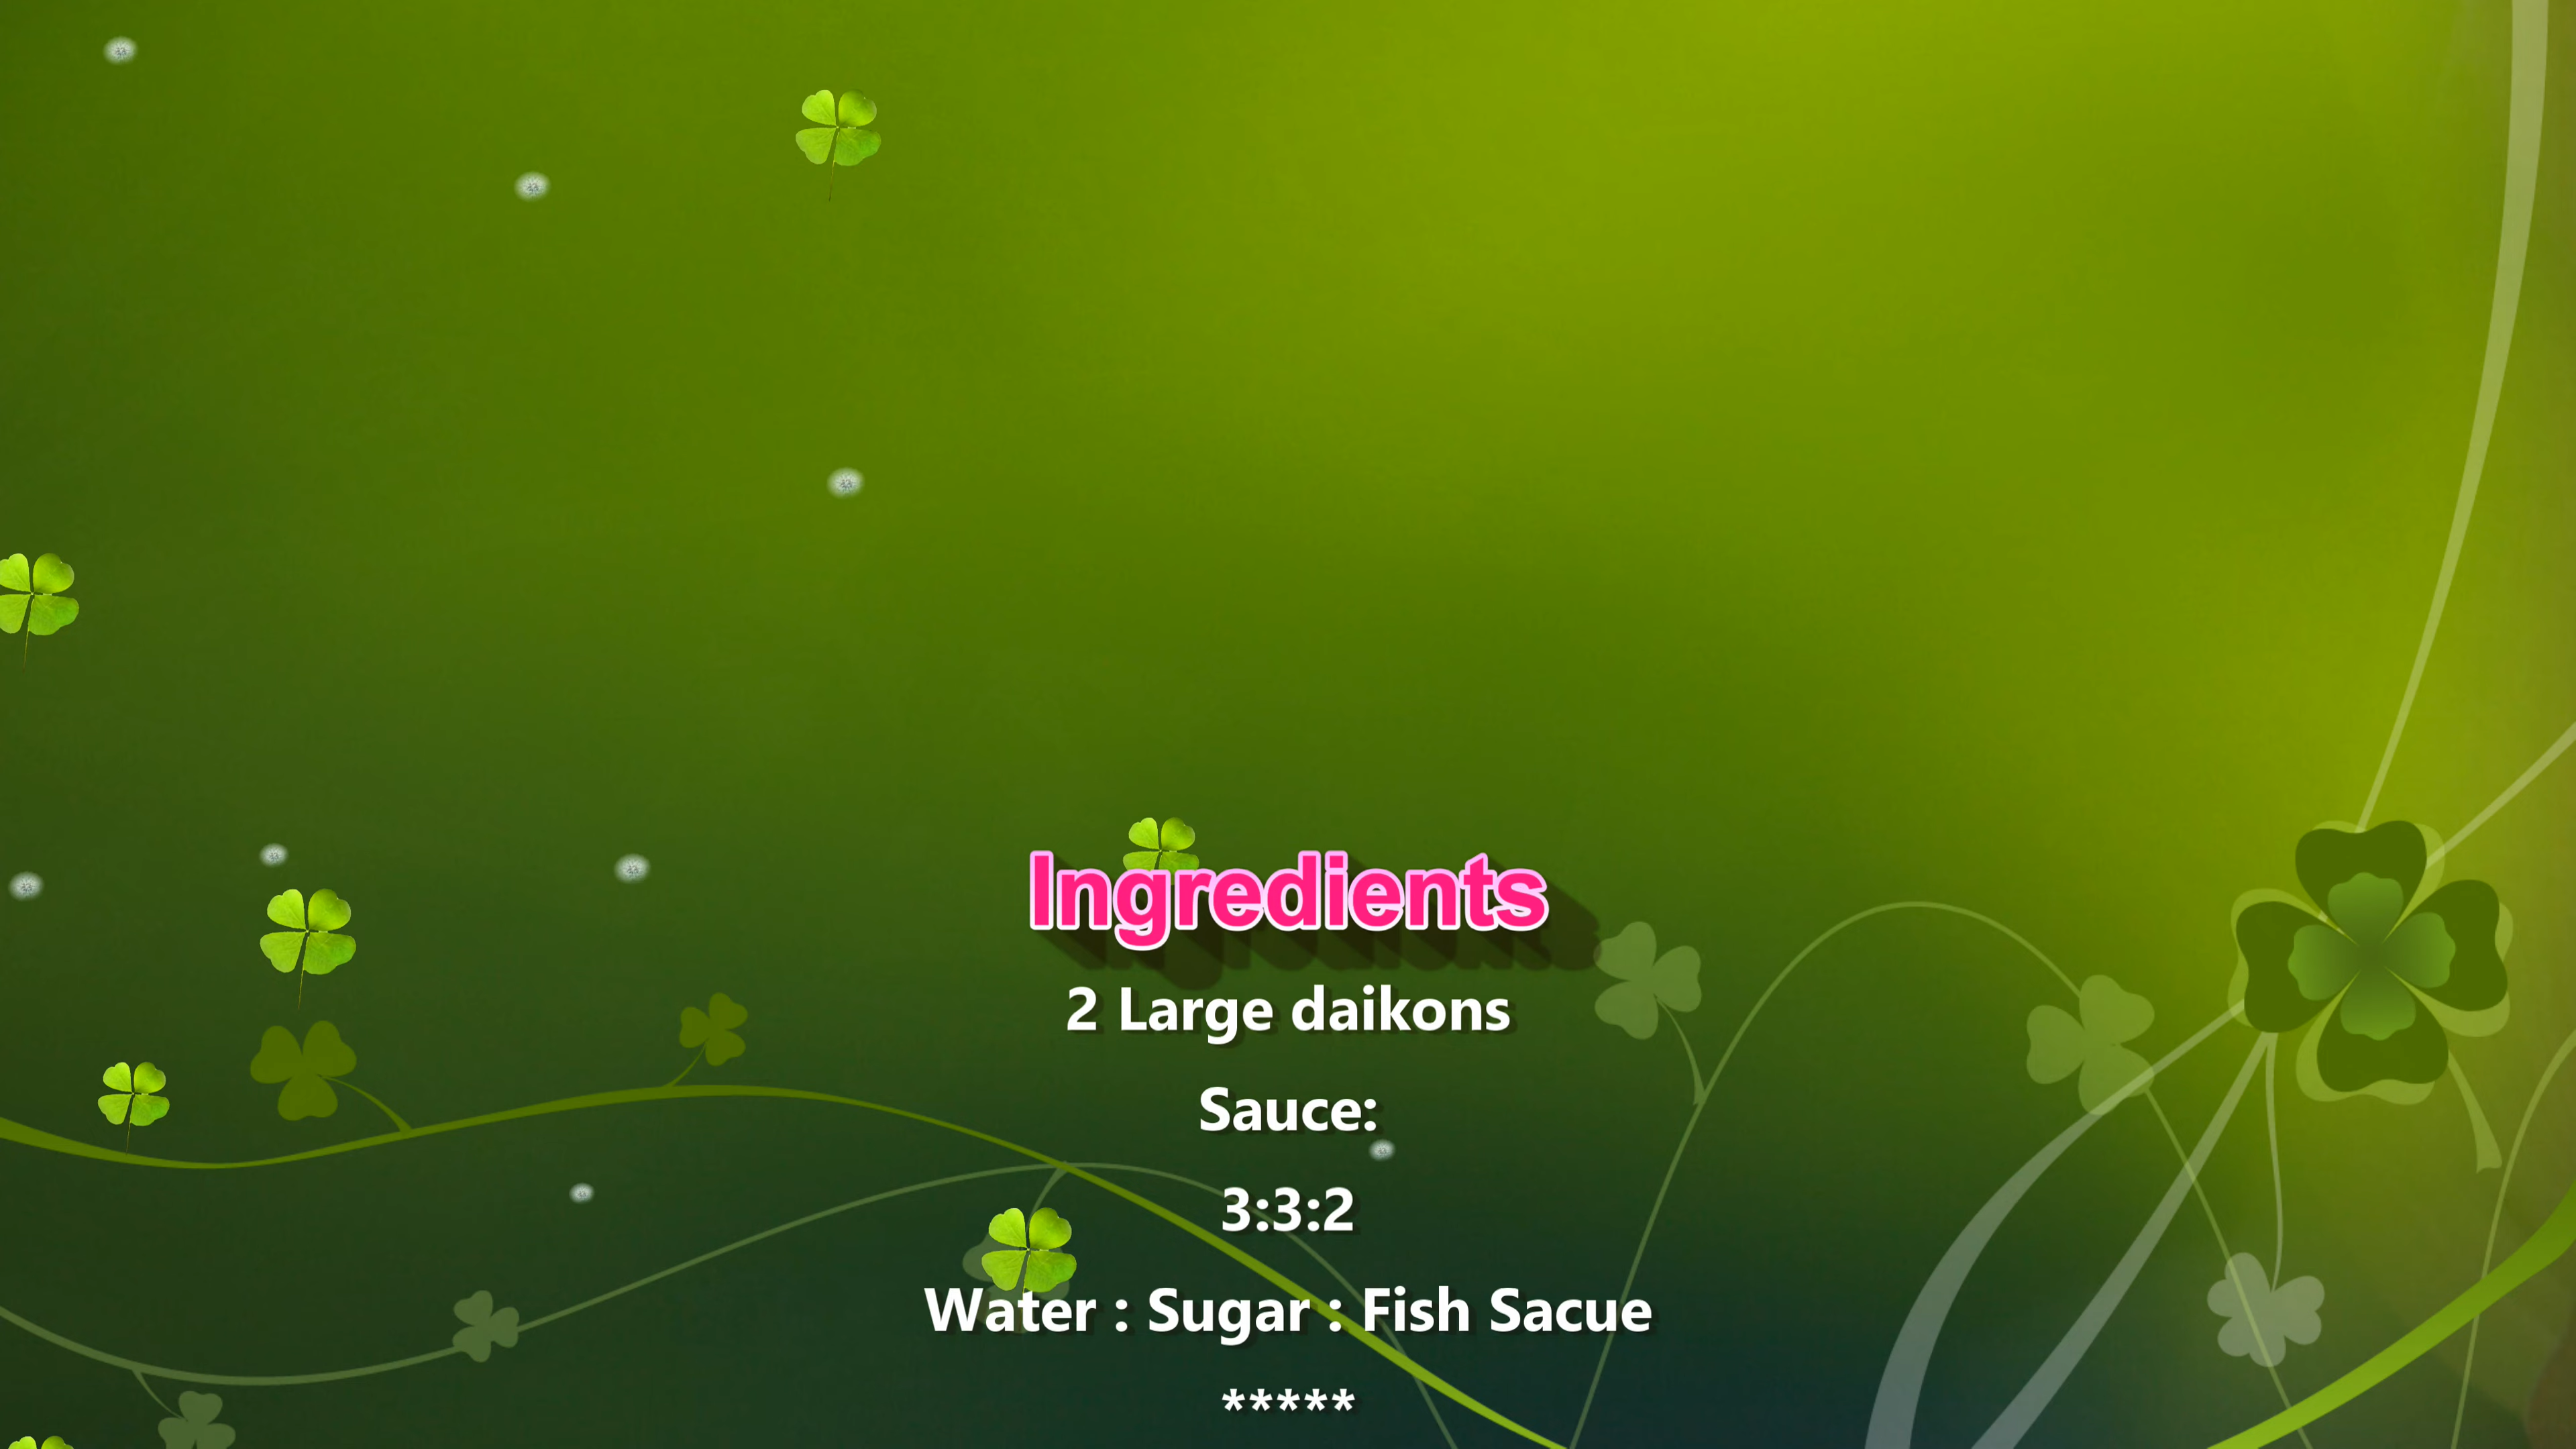 Ingredients
2 Large daikons
Sauce:
3:3:2
Water : Sugar : Fish Sacue
*****